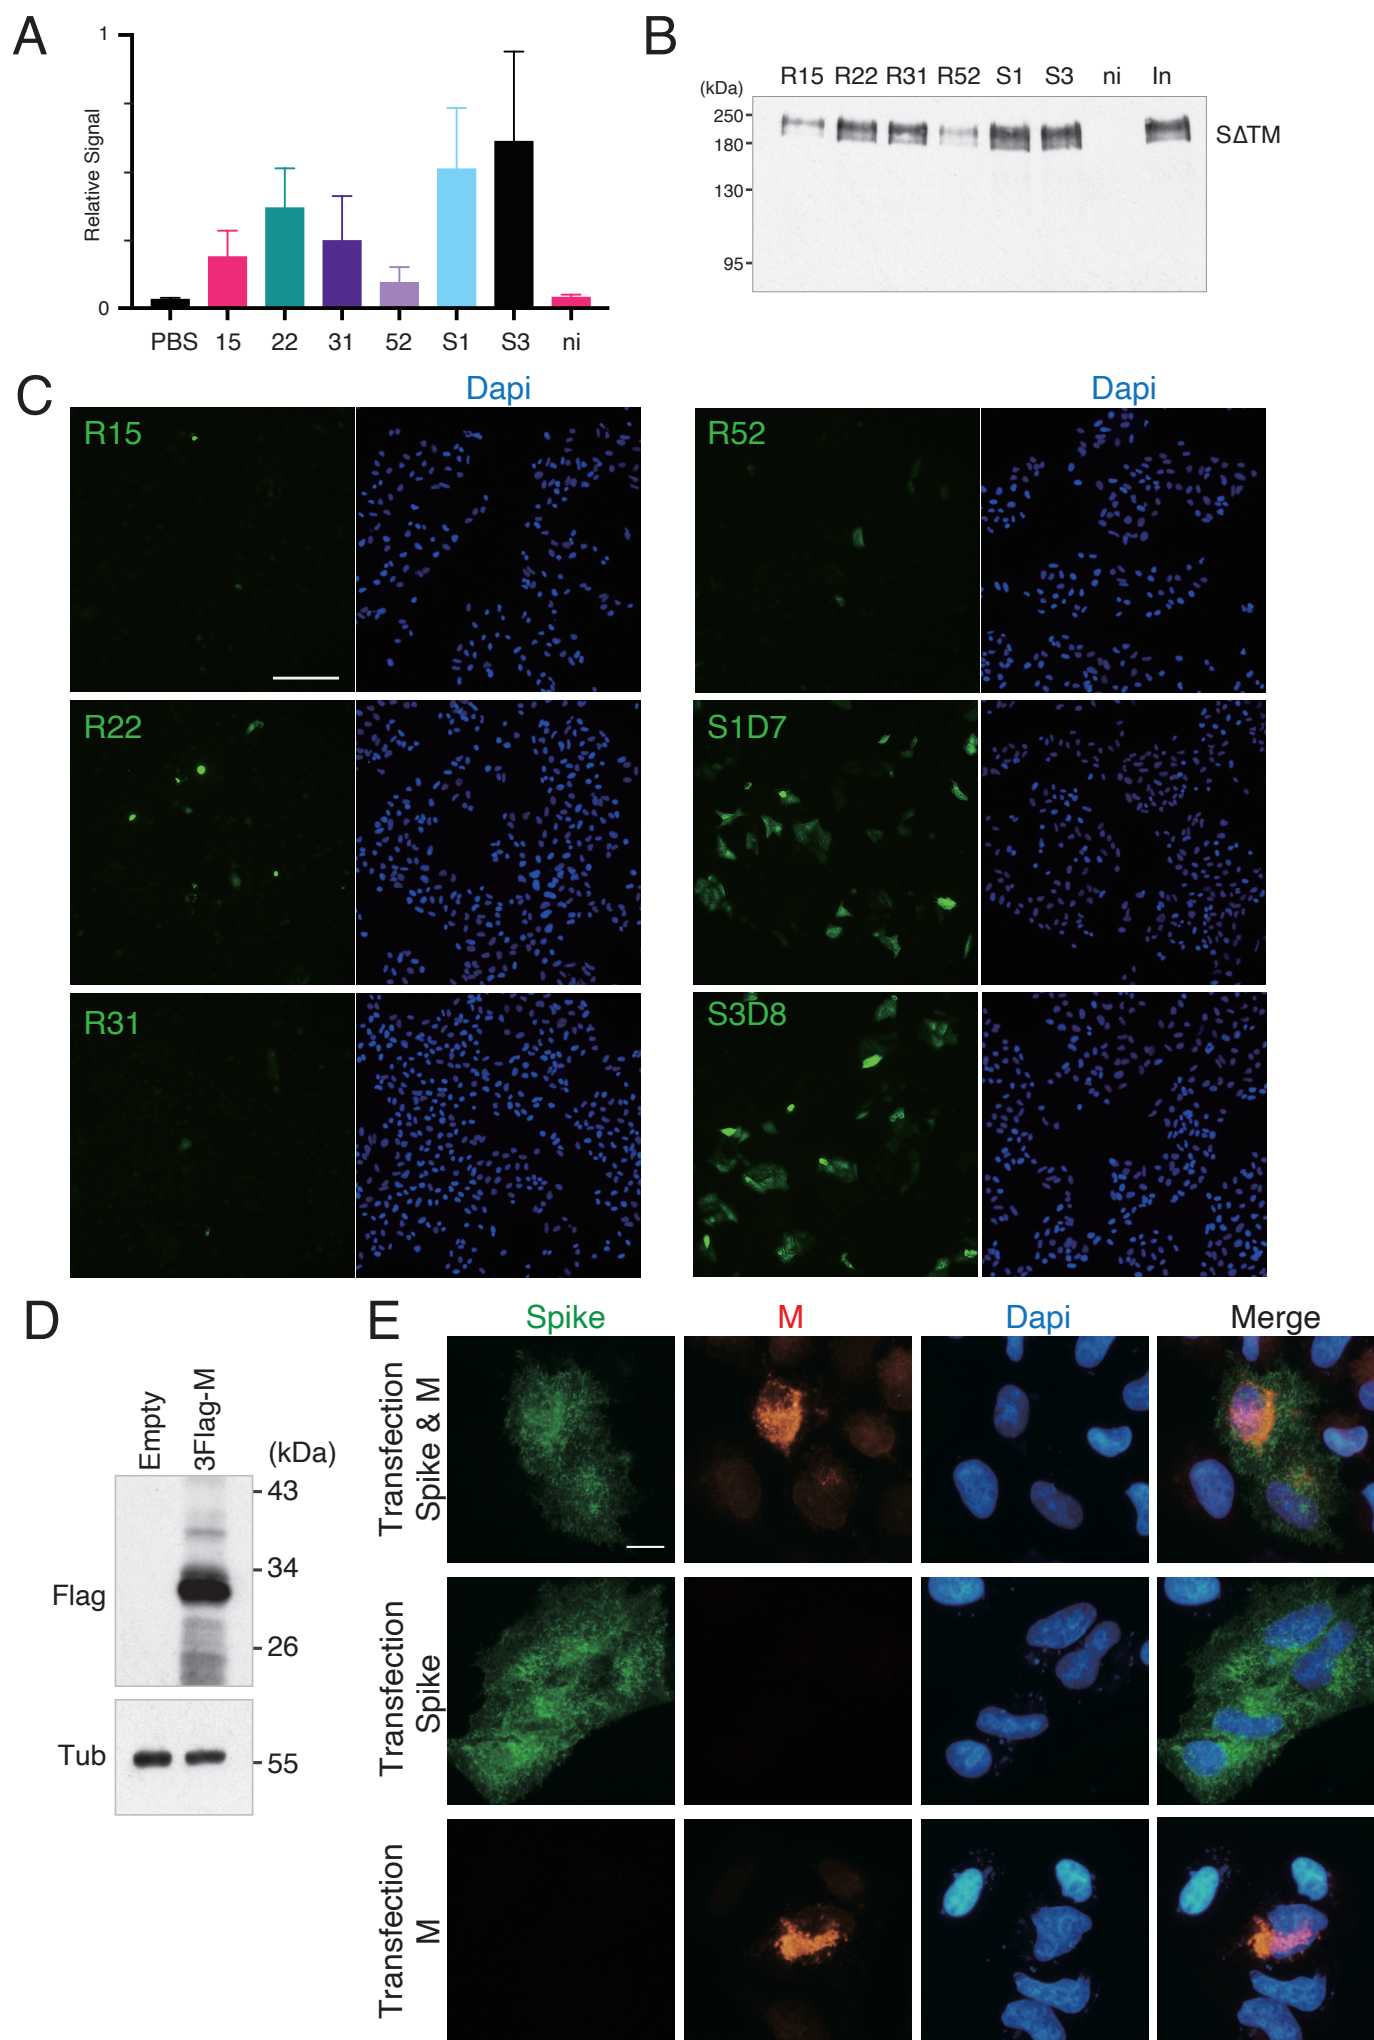 A
1
Relative Signal
0
PBS 15 22 31 52 S1 S3 ni
B
R15 R22 R31 R52 S1 S3 ni In
(kDa)
250
180
130
95
SΔTM
C
Dapi
Dapi
R15
R52
R22
S1D7
R31
S3D8
D
Empty
3Flag-M
(kDa)
43
34
26
Flag
Tub
55
E
Spike M Dapi Merge
Transfection
Spike & M
Transfection
Spike
Transfection
M